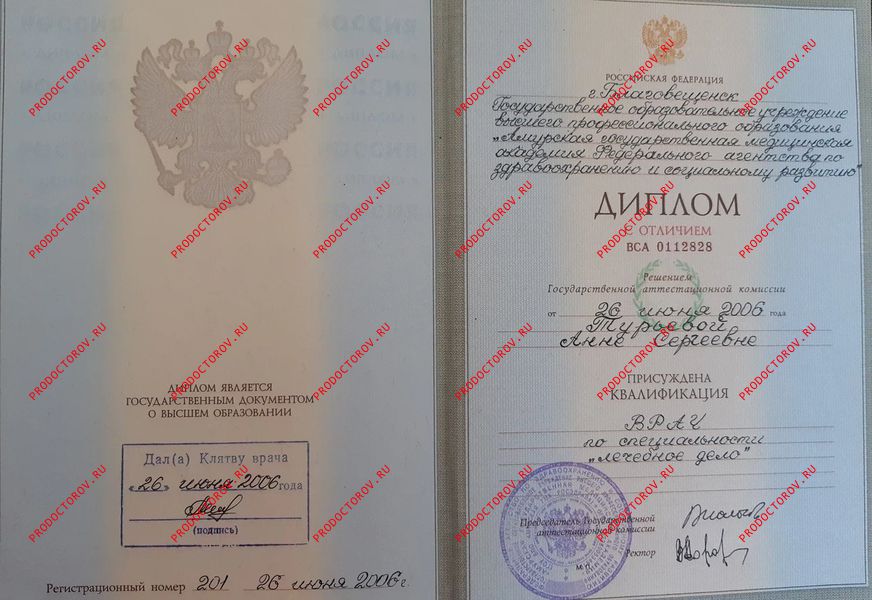 ДИПЛОМ ЯВЛЯЕТСЯ
ГОСУДАРСТВЕННЫМ ДОКУМЕНТОМ
О ВЫСШЕМ ОБРАЗОВАНИИ
Дал(а) Клятву врача
«26» июня 2006 года
(подпись)
Регистрационный номер 201 26 июня 2006 г.
РОССИЙСКАЯ ФЕДЕРАЦИЯ
г. Благовещенск
Государственное образовательное учреждение
высшего профессионального образования
"Амурская государственная медицинская
академия Федерального агентства по
здравоохранению и социальному развитию"
ДИПЛОМ
С ОТЛИЧИЕМ
ВСА 0112828
Решением
Государственной аттестационной комиссии
от 26 июня 2006 года
Турьевой
Анне Сергеевне
ПРИСУЖДЕНА
КВАЛИФИКАЦИЯ
ВРАЧ
по специальности
"лечебное дело"
Председатель Государственной
аттестационной комиссии
Ректор
М.П.
PRODOCTOROV.RU